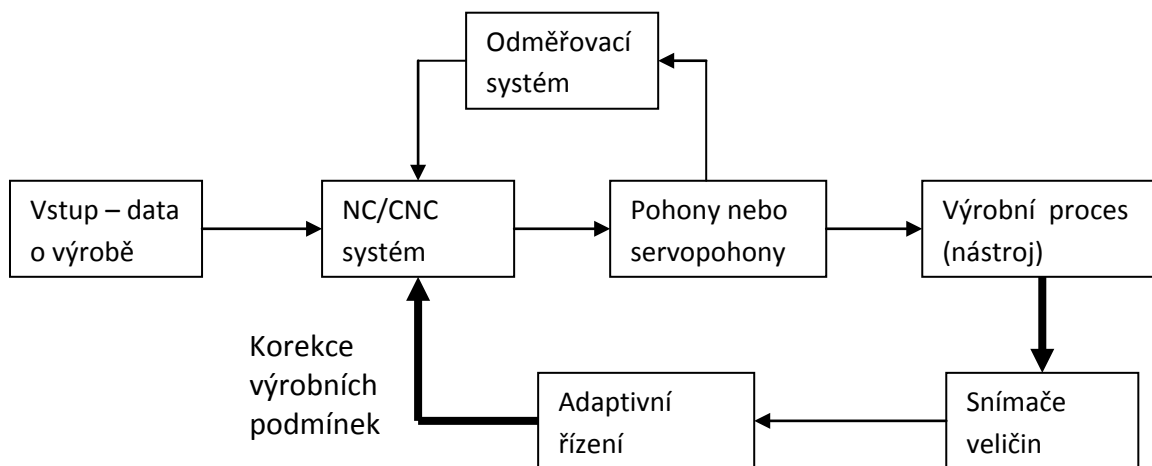 Odměřovací
systém
Vstup – data
o výrobě
NC/CNC
systém
Pohony nebo
servopohony
Výrobní proces
(nástroj)
Korekce
výrobních
podmínek
Adaptivní
řízení
Snímače
veličin